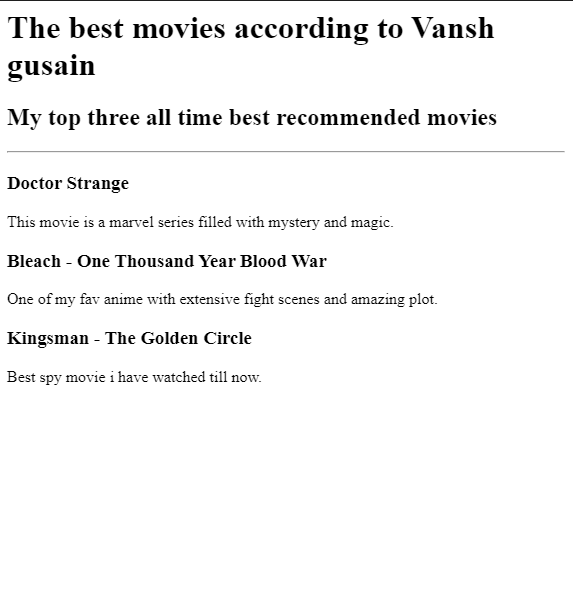 The best movies according to Vansh
gusain
My top three all time best recommended movies
Doctor Strange
This movie is a marvel series filled with mystery and magic.
Bleach - One Thousand Year Blood War
One of my fav anime with extensive fight scenes and amazing plot.
Kingsman - The Golden Circle
Best spy movie i have watched till now.